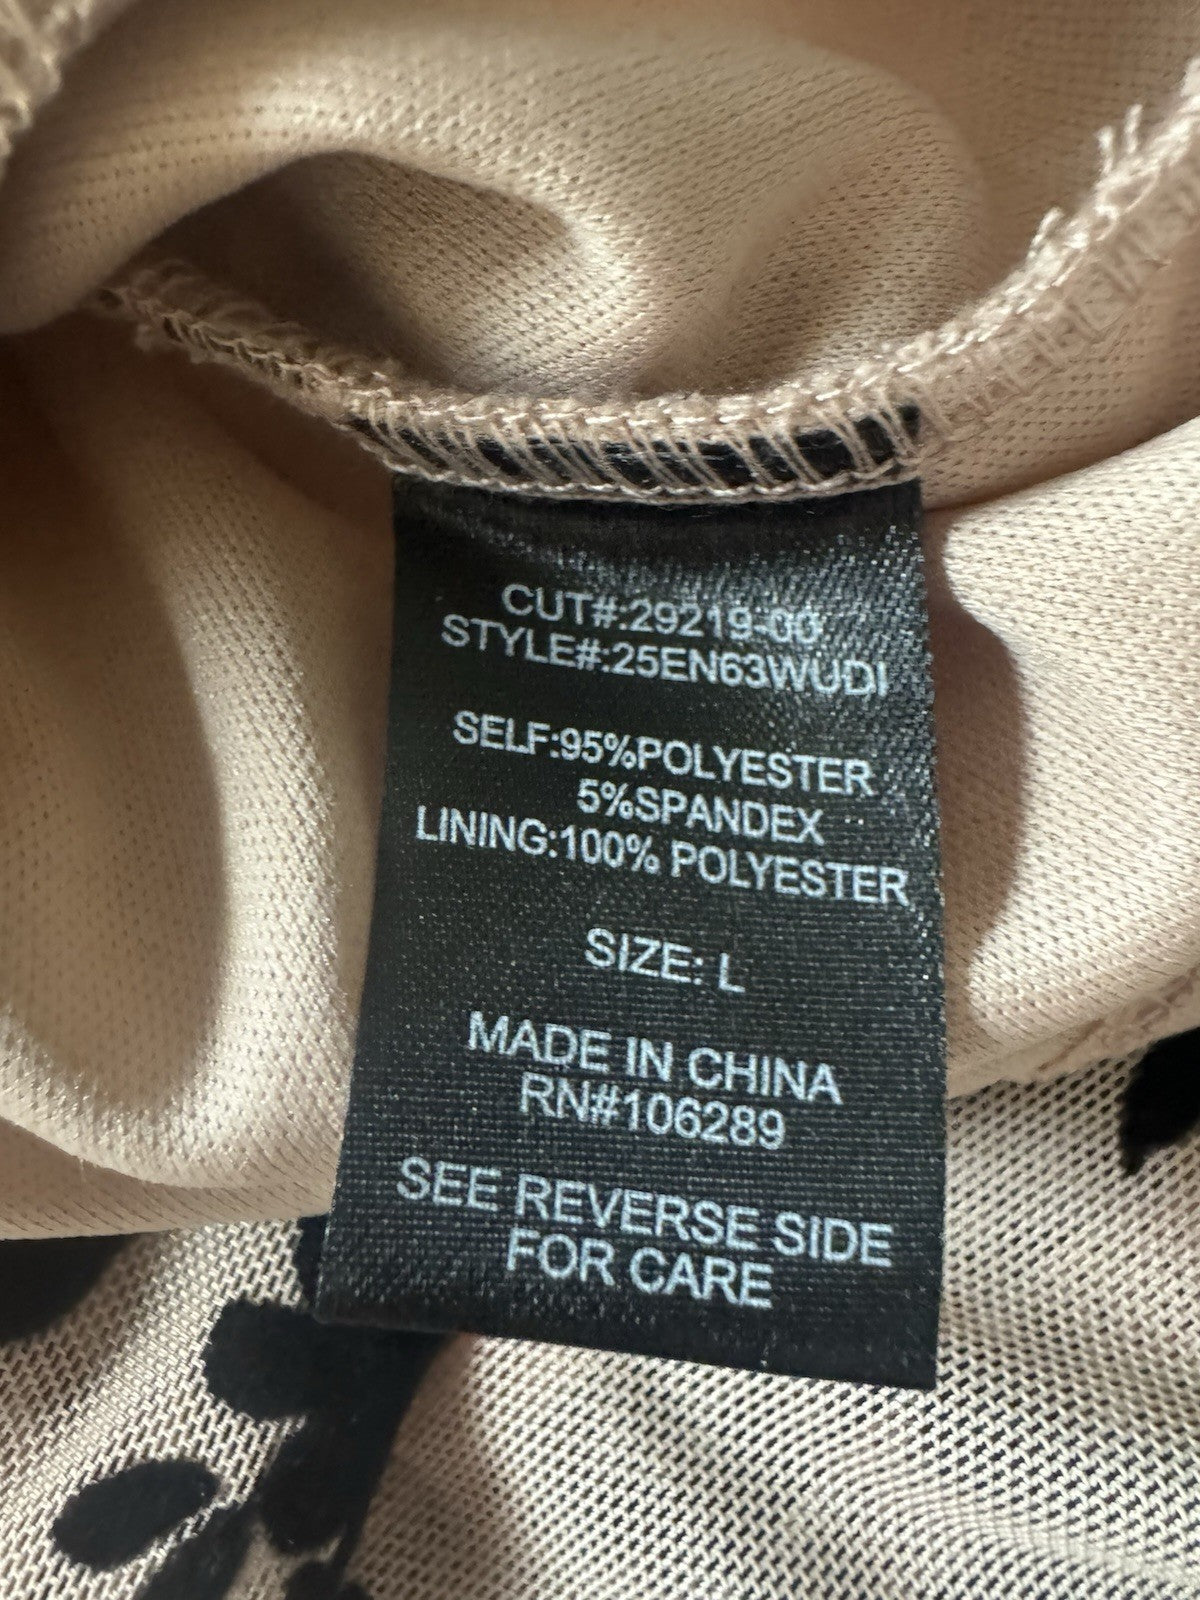 CUT#:29219-00
STYLE#:25EN63WUDI
SELF:95%POLYESTER
5%SPANDEX
LINING:100% POLYESTER
SIZE: L
MADE IN CHINA
RN#106289
SEE REVERSE SIDE
FOR CARE